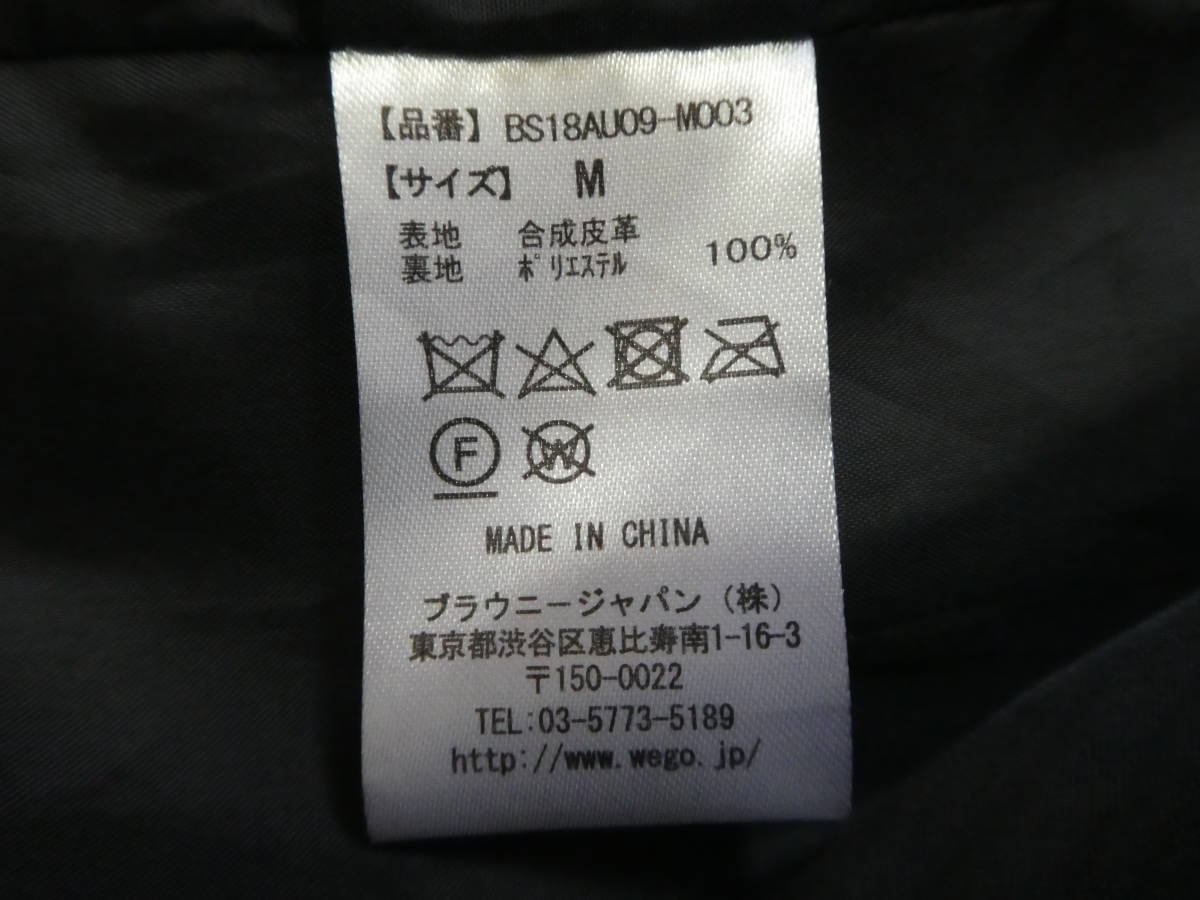 【品番】 BS18AU09-M003
【サイズ】 M
表地 合成皮革
裏地 ﾎﾟﾘｴｽﾃﾙ 100%
F
W
MADE IN CHINA
ブラウニージャパン（株）
東京都渋谷区恵比寿南1-16-3
〒150-0022
TEL:03-5773-5189
http://www.wego.jp/